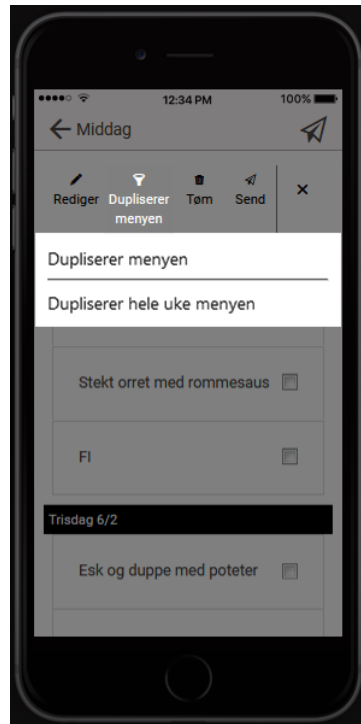 12:34 PM 100%
Middag
Rediger Dupliserer Tøm Send
menyen
Dupliserer menyen
Dupliserer hele uke menyen
Stekt orret med rommesaus
FI
Trisdag 6/2
Esk og duppe med poteter